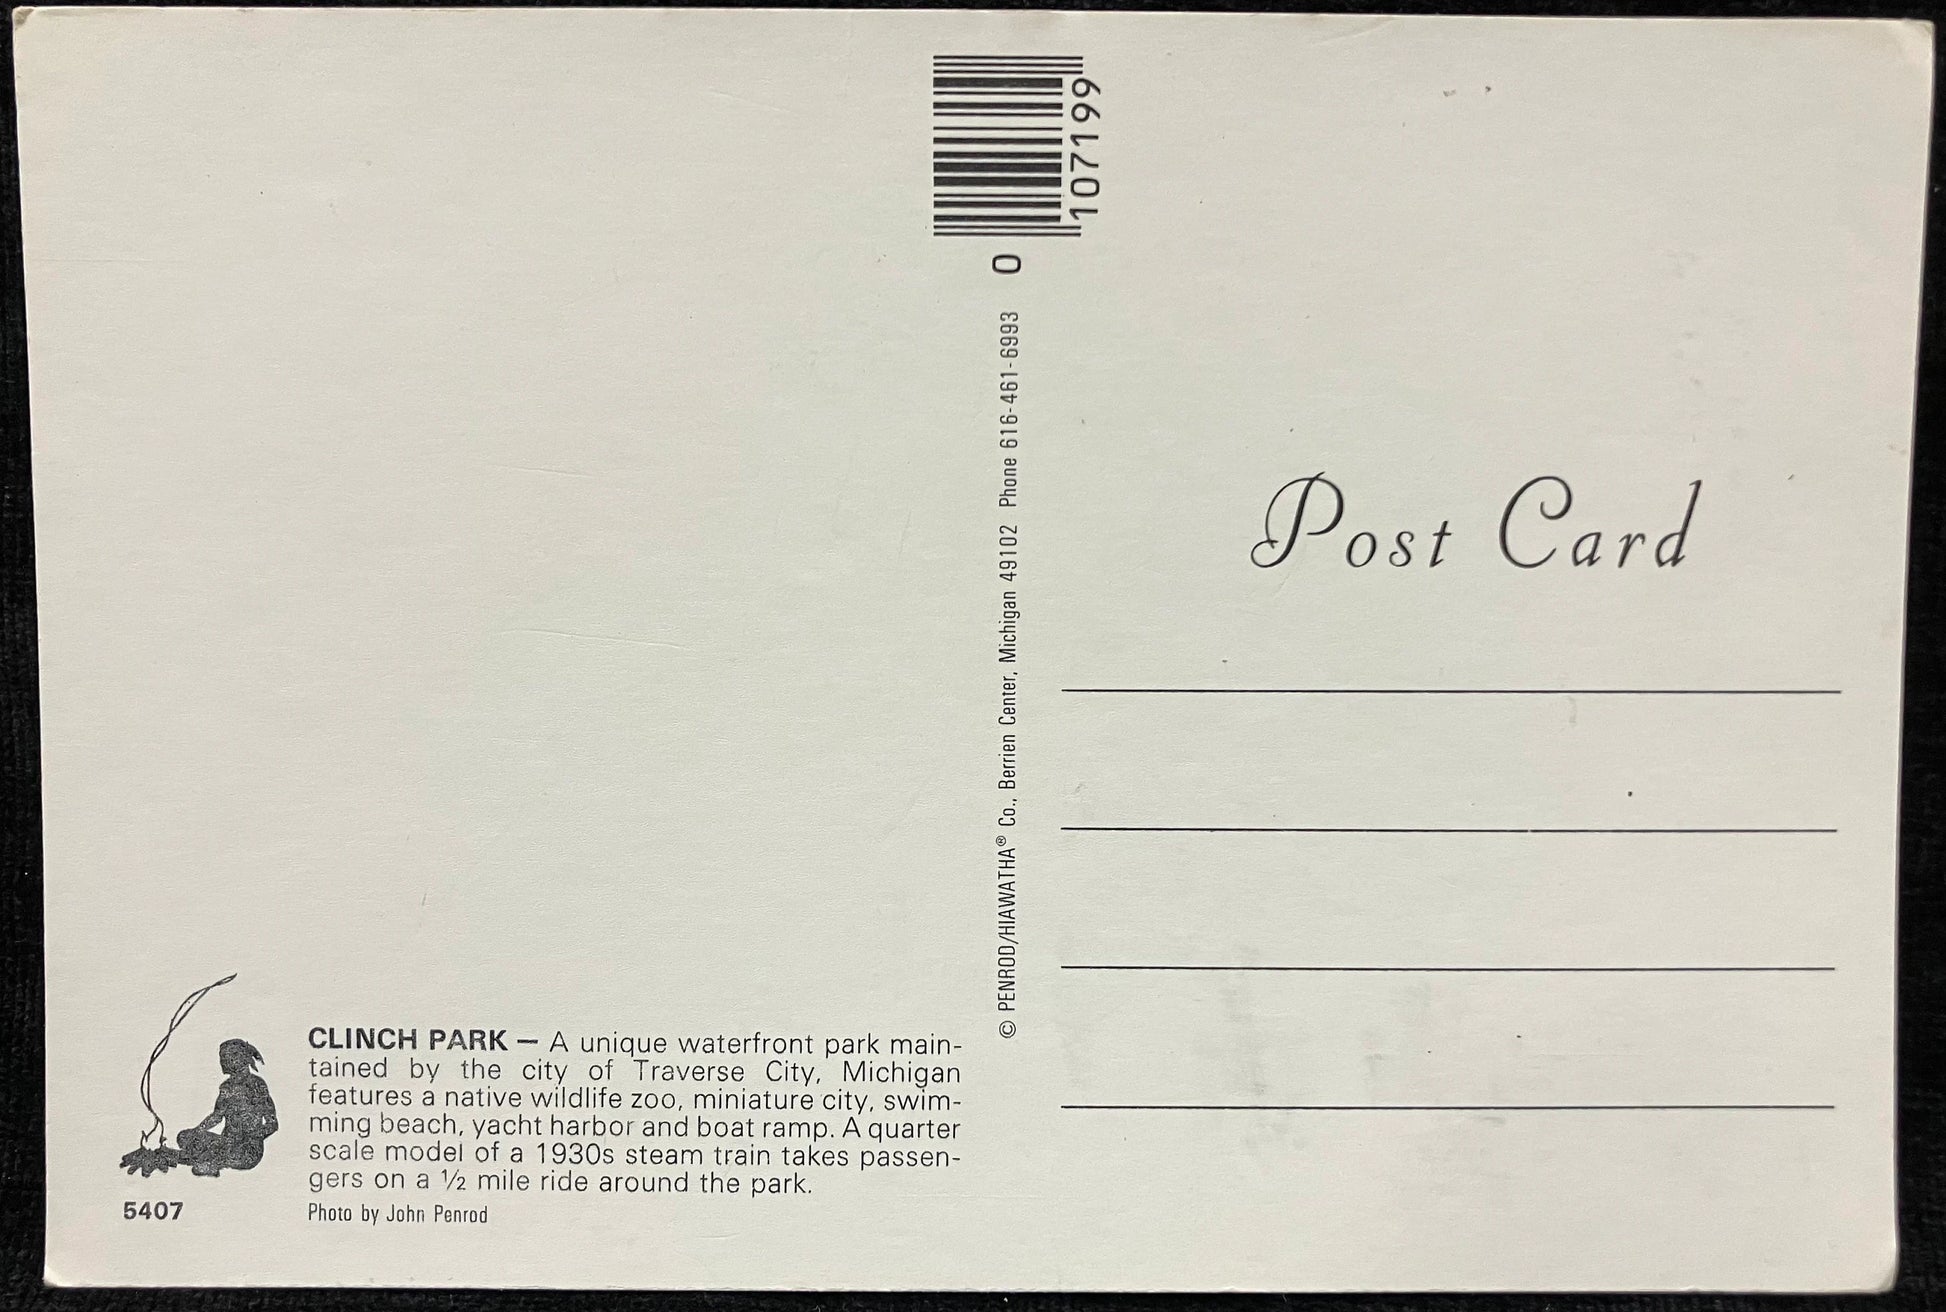 107199
0
© PENROD/HIAWATHA® Co., Berrien Center, Michigan 49102 Phone 616-461-6993
Post Card
CLINCH PARK — A unique waterfront park main-
tained by the city of Traverse City, Michigan
features a native wildlife zoo, miniature city, swim-
ming beach, yacht harbor and boat ramp. A quarter
scale model of a 1930s steam train takes passen-
gers on a ½ mile ride around the park.
5407
Photo by John Penrod